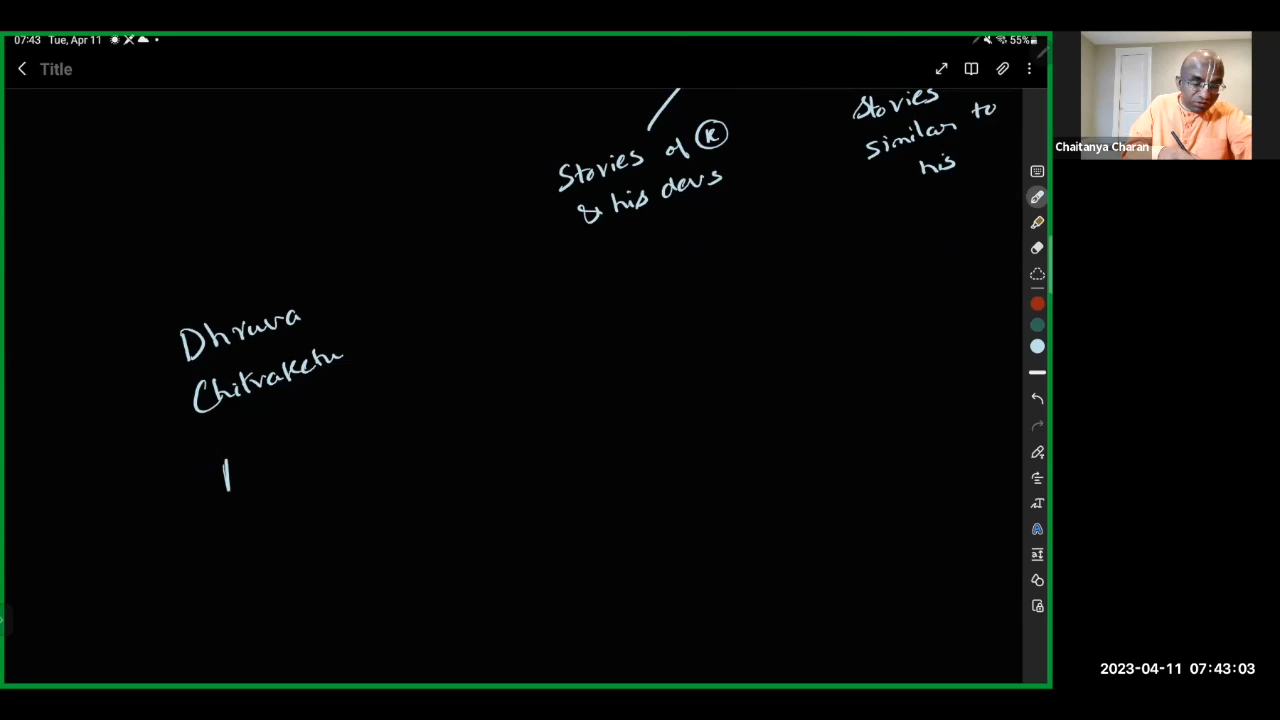 07:43 Tue, Apr 11
55%
Title
Stories of K
& his devs
Stories
similar to
his
Dhruva
Chitraketu
Chaitanya Charan
2023-04-11 07:43:03